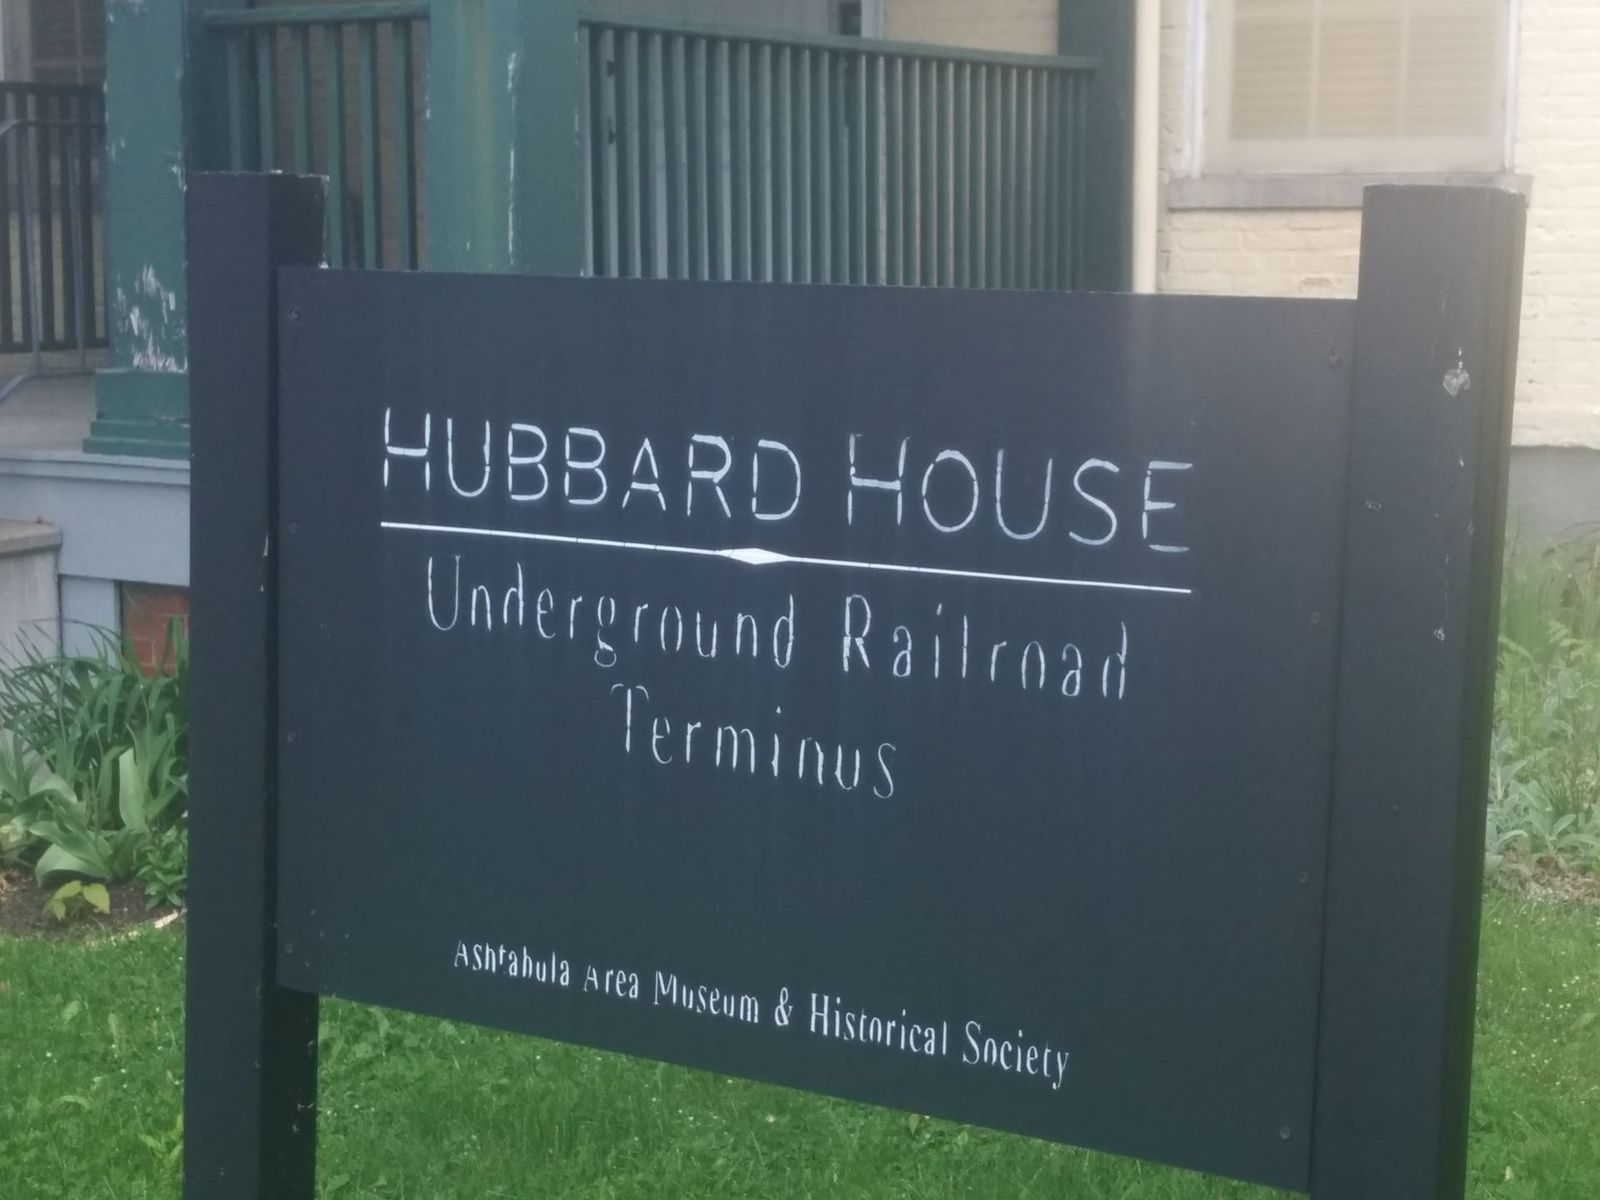 HUBBARD HOUSE
Underground Railroad
Terminus
Ashtabula Area Museum & Historical Society